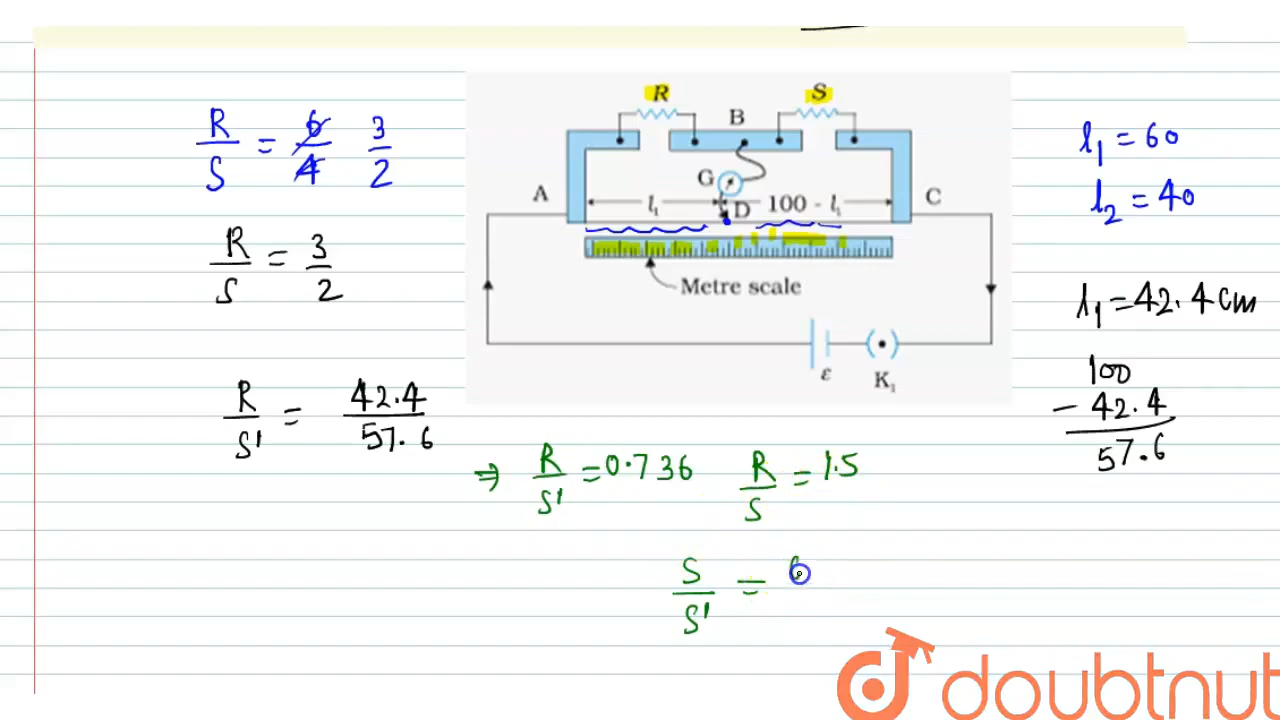 R/S = 6/4 3/2
R/S = 3/2
R/S' = 42.4/57.6
R
S
B
G
A
l₁
D
100 - l₁
C
Metre scale
ε
K₁
l₁ = 60
l₂ = 40
l₁ = 42.4 cm
100
- 42.4
57.6
⇒ R/S' = 0.736 R/S = 1.5
S/S' =
doubtnut